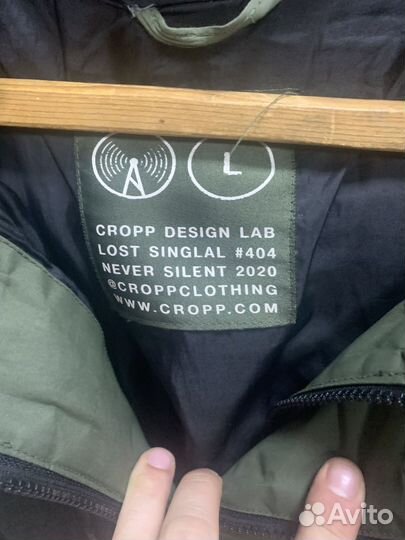 L
CROPP DESIGN LAB
LOST SINGLAL #404
NEVER SILENT 2020
@CROPPCLOTHING
WWW.CROPP.COM
Avito